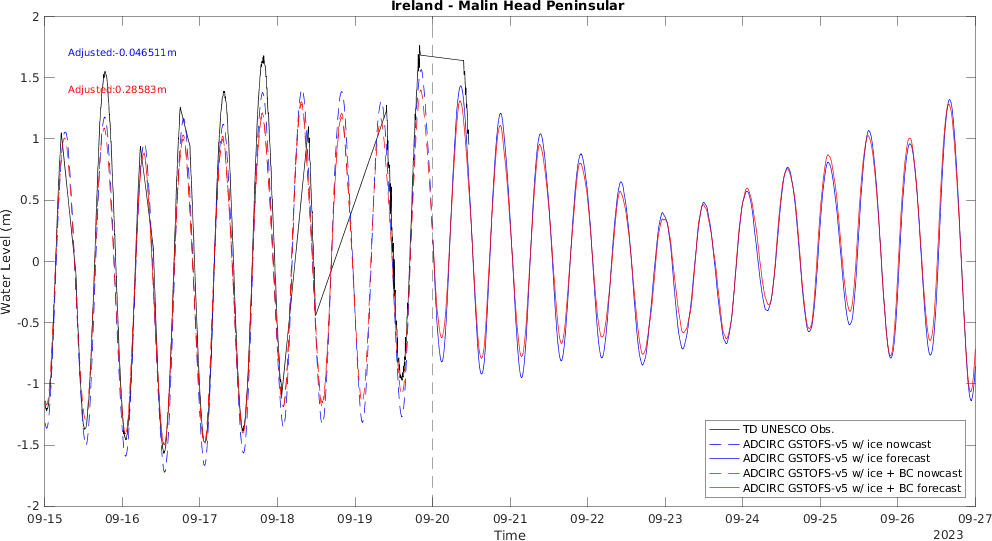 Ireland - Malin Head Peninsular
Adjusted:-0.046511m
Adjusted:0.28583m
Water Level (m)
2
1.5
1
0.5
0
-0.5
-1
-1.5
-2
TD UNESCO Obs.
ADCIRC GSTOFS-v5 w/ ice nowcast
ADCIRC GSTOFS-v5 w/ ice forecast
ADCIRC GSTOFS-v5 w/ ice + BC nowcast
ADCIRC GSTOFS-v5 w/ ice + BC forecast
09-15 09-16 09-17 09-18 09-19 09-20 09-21 09-22 09-23 09-24 09-25 09-26 09-27
Time
2023